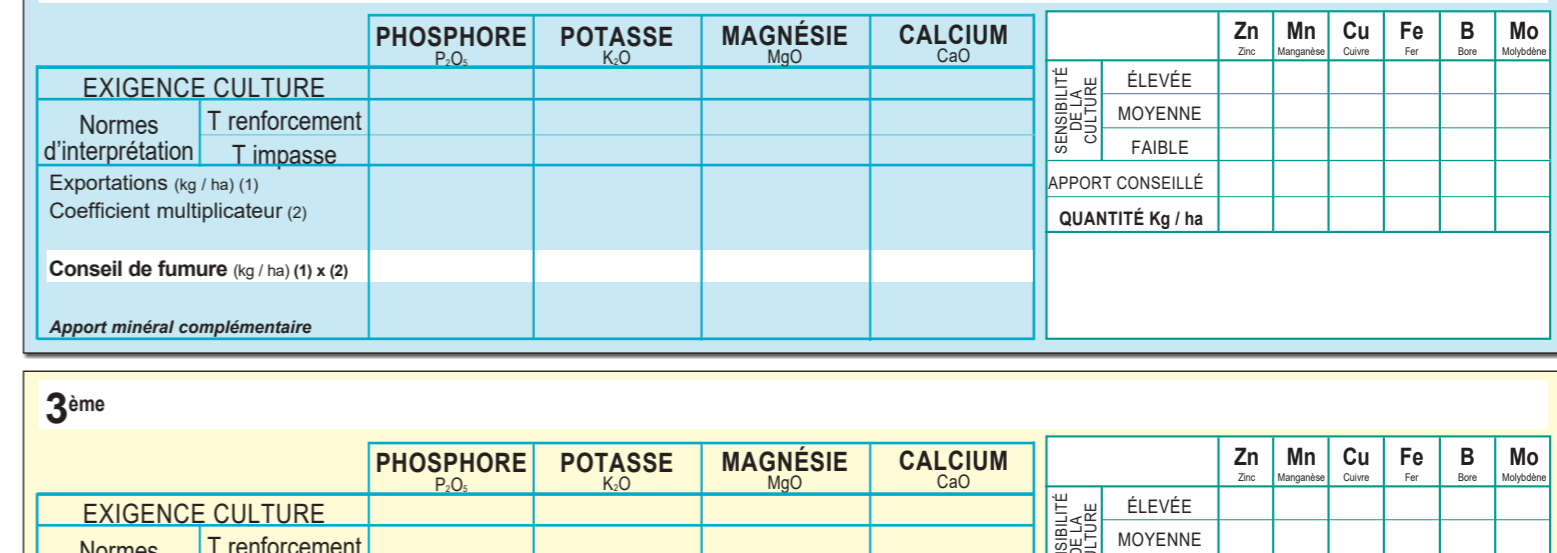 PHOSPHORE POTASSE MAGNÉSIE CALCIUM
P₂O₅ K₂O MgO CaO
EXIGENCE CULTURE
Normes d'interprétation
T renforcement
T impasse
Exportations (kg / ha) (1)
Coefficient multiplicateur (2)
Conseil de fumure (kg / ha) (1) x (2)
Apport minéral complémentaire
Zn Mn Cu Fe B Mo
Zinc Manganèse Cuivre Fer Bore Molybdène
SENSIBILITÉ
DE LA
CULTURE
ÉLEVÉE
MOYENNE
FAIBLE
APPORT CONSEILLÉ
QUANTITÉ Kg / ha
3ème
PHOSPHORE POTASSE MAGNÉSIE CALCIUM
P₂O₅ K₂O MgO CaO
EXIGENCE CULTURE
Normes
T renforcement
Zn Mn Cu Fe B Mo
Zinc Manganèse Cuivre Fer Bore Molybdène
ÉLEVÉE
MOYENNE